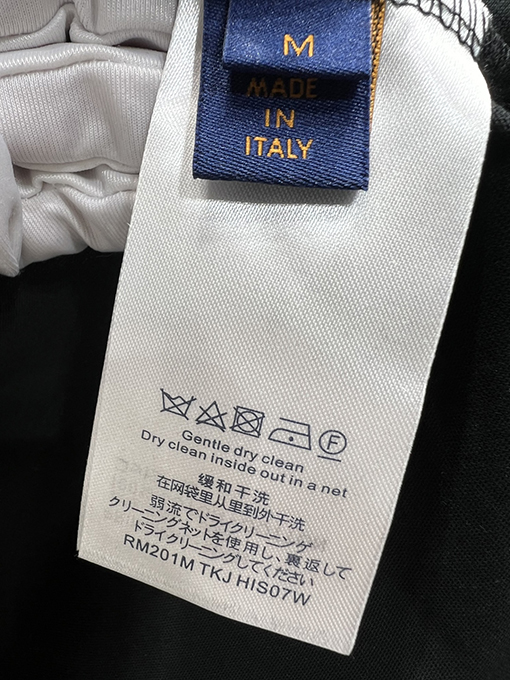 M
MADE
IN
ITALY
Gentle dry clean
Dry clean inside out in a net
缓和干洗
在网袋里从里到外干洗
弱流でドライクリーニング
クリーニングネットを使用し、裏返して
ドライクリーニングしてください
RM201M TKJ HIS07W
F